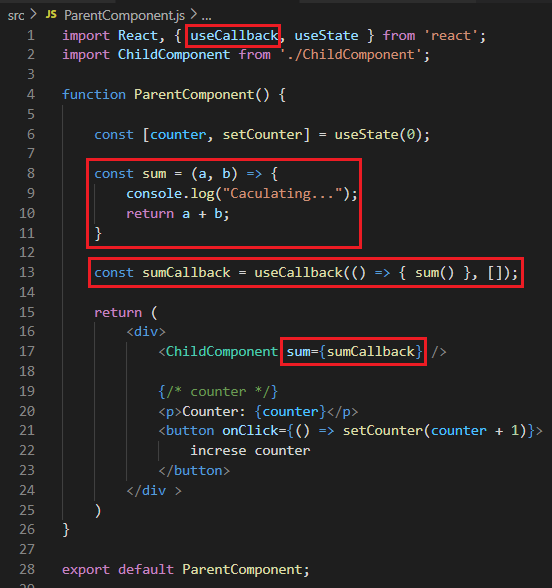 src > JS ParentComponent.js > ...
1 import React, { useCallback, useState } from 'react';
2 import ChildComponent from './ChildComponent';
3
4 function ParentComponent() {
5
6 const [counter, setCounter] = useState(0);
7
8 const sum = (a, b) => {
9 console.log("Caculating...");
10 return a + b;
11 }
12
13 const sumCallback = useCallback(() => { sum() }, []);
14
15 return (
16 <div>
17 <ChildComponent sum={sumCallback} />
18
19 {/* counter */}
20 <p>Counter: {counter}</p>
21 <button onClick={() => setCounter(counter + 1)}>
22 increse counter
23 </button>
24 </div >
25 )
26 }
27
28 export default ParentComponent;